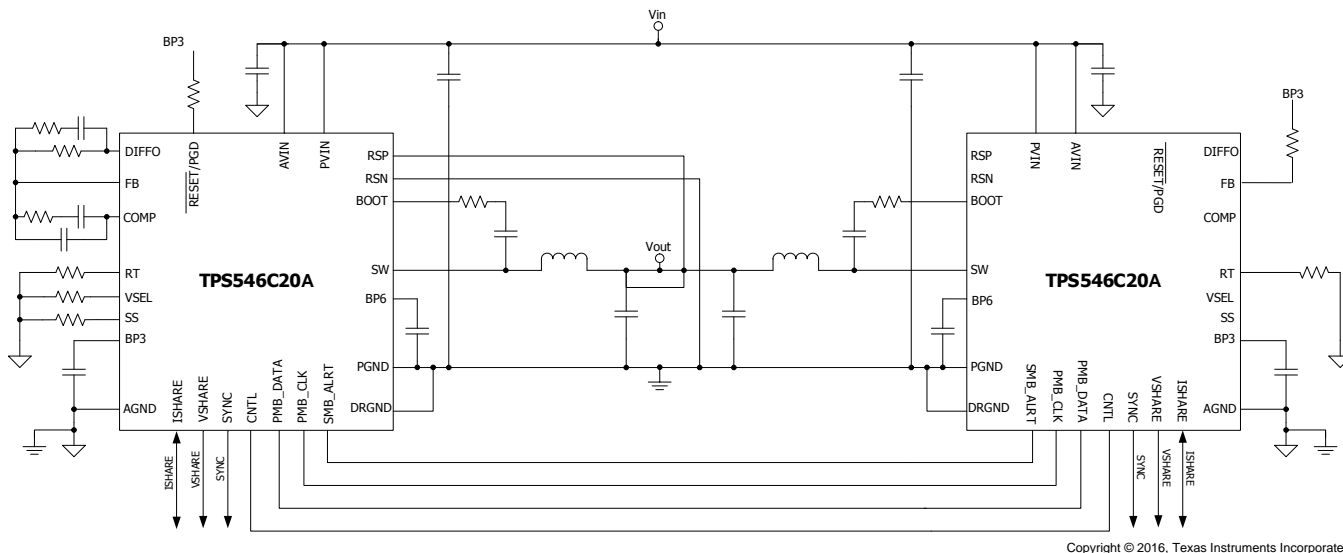 Vin
BP3
BP3
DIFFO
FB
COMP
RT
VSEL
SS
BP3
AGND
RESET/PGD
AVIN
PVIN
RSP
RSN
BOOT
SW
BP6
PGND
DRGND
TPS546C20A
ISHARE
VSHARE
SYNC
CNTL
PMB_DATA
PMB_CLK
SMB_ALRT
ISHARE
VSHARE
SYNC
Vout
RSP
RSN
BOOT
SW
BP6
PGND
DRGND
PVIN
AVIN
RESET/PGD
DIFFO
FB
COMP
RT
VSEL
SS
BP3
AGND
TPS546C20A
SMB_ALRT
PMB_CLK
PMB_DATA
CNTL
SYNC
VSHARE
ISHARE
SYNC
VSHARE
ISHARE
Copyright © 2016, Texas Instruments Incorporate